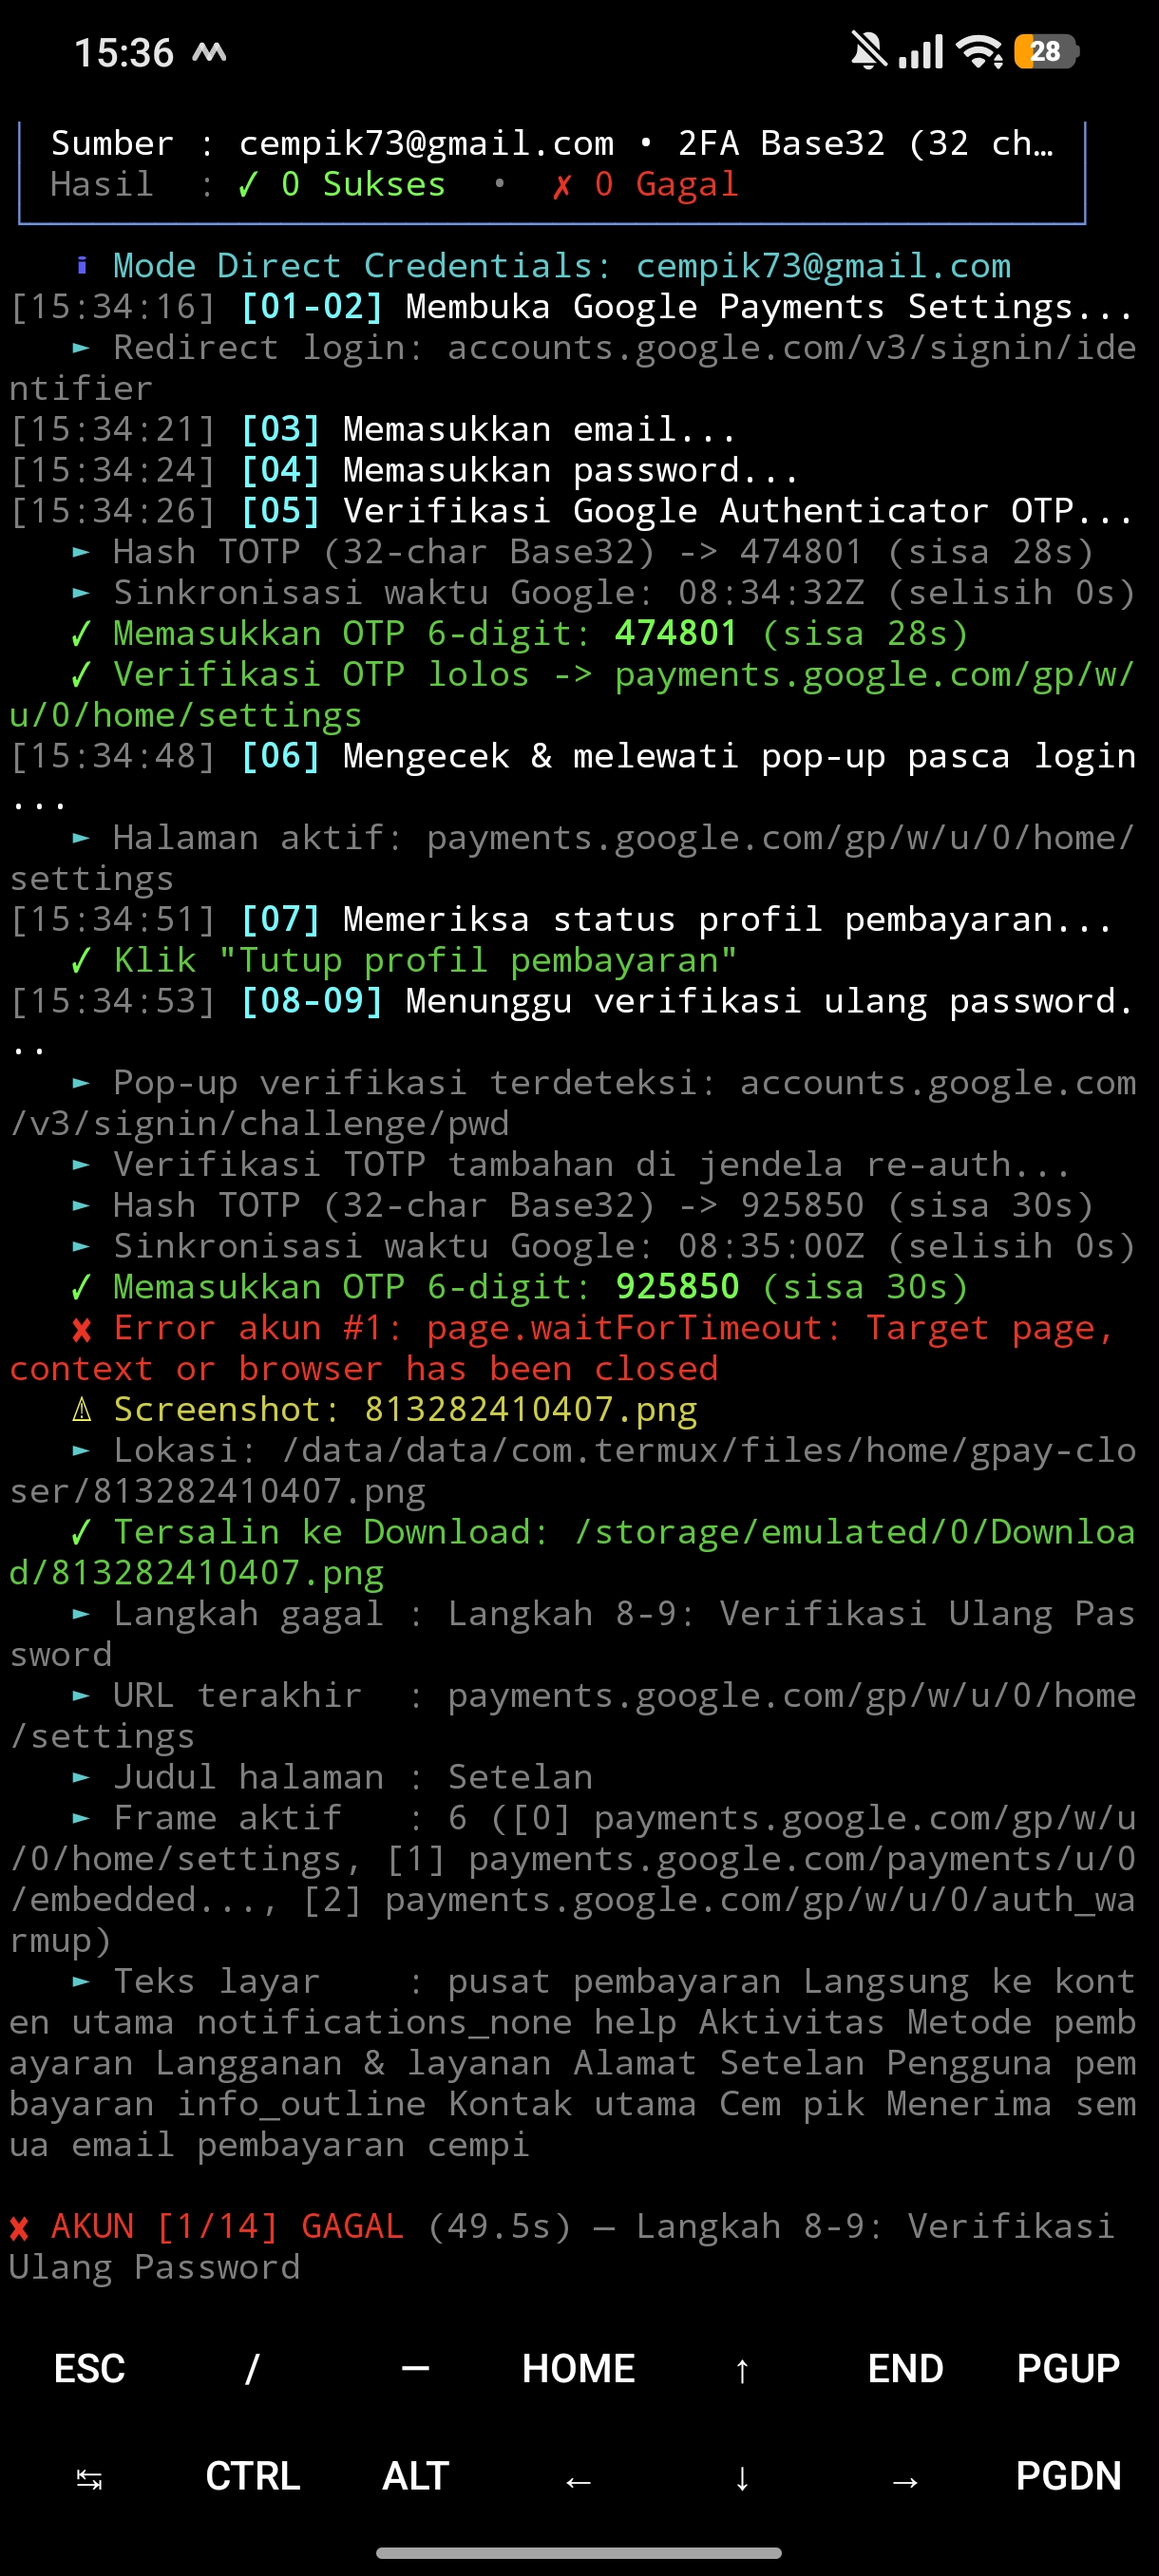 15:36
28
Sumber : cempik73@gmail.com • 2FA Base32 (32 ch…
Hasil  : ✓ 0 Sukses  •  ✗ 0 Gagal
i Mode Direct Credentials: cempik73@gmail.com
[15:34:16] [01-02] Membuka Google Payments Settings...
► Redirect login: accounts.google.com/v3/signin/ide
ntifier
[15:34:21] [03] Memasukkan email...
[15:34:24] [04] Memasukkan password...
[15:34:26] [05] Verifikasi Google Authenticator OTP...
► Hash TOTP (32-char Base32) -> 474801 (sisa 28s)
► Sinkronisasi waktu Google: 08:34:32Z (selisih 0s)
✓ Memasukkan OTP 6-digit: 474801 (sisa 28s)
✓ Verifikasi OTP lolos -> payments.google.com/gp/w/
u/0/home/settings
[15:34:48] [06] Mengecek & melewati pop-up pasca login
...
► Halaman aktif: payments.google.com/gp/w/u/0/home/
settings
[15:34:51] [07] Memeriksa status profil pembayaran...
✓ Klik "Tutup profil pembayaran"
[15:34:53] [08-09] Menunggu verifikasi ulang password.
..
► Pop-up verifikasi terdeteksi: accounts.google.com
/v3/signin/challenge/pwd
► Verifikasi TOTP tambahan di jendela re-auth...
► Hash TOTP (32-char Base32) -> 925850 (sisa 30s)
► Sinkronisasi waktu Google: 08:35:00Z (selisih 0s)
✓ Memasukkan OTP 6-digit: 925850 (sisa 30s)
✘ Error akun #1: page.waitForTimeout: Target page,
context or browser has been closed
⚠ Screenshot: 813282410407.png
► Lokasi: /data/data/com.termux/files/home/gpay-clo
ser/813282410407.png
✓ Tersalin ke Download: /storage/emulated/0/Downloa
d/813282410407.png
► Langkah gagal : Langkah 8-9: Verifikasi Ulang Pas
sword
► URL terakhir  : payments.google.com/gp/w/u/0/home
/settings
► Judul halaman : Setelan
► Frame aktif   : 6 ([0] payments.google.com/gp/w/u
/0/home/settings, [1] payments.google.com/payments/u/0
/embedded..., [2] payments.google.com/gp/w/u/0/auth_wa
rmup)
► Teks layar    : pusat pembayaran Langsung ke kont
en utama notifications_none help Aktivitas Metode pemb
ayaran Langganan & layanan Alamat Setelan Pengguna pem
bayaran info_outline Kontak utama Cem pik Menerima sem
ua email pembayaran cempi
✘ AKUN [1/14] GAGAL (49.5s) — Langkah 8-9: Verifikasi
Ulang Password
ESC / — HOME ↑ END PGUP
↹ CTRL ALT ← ↓ → PGDN